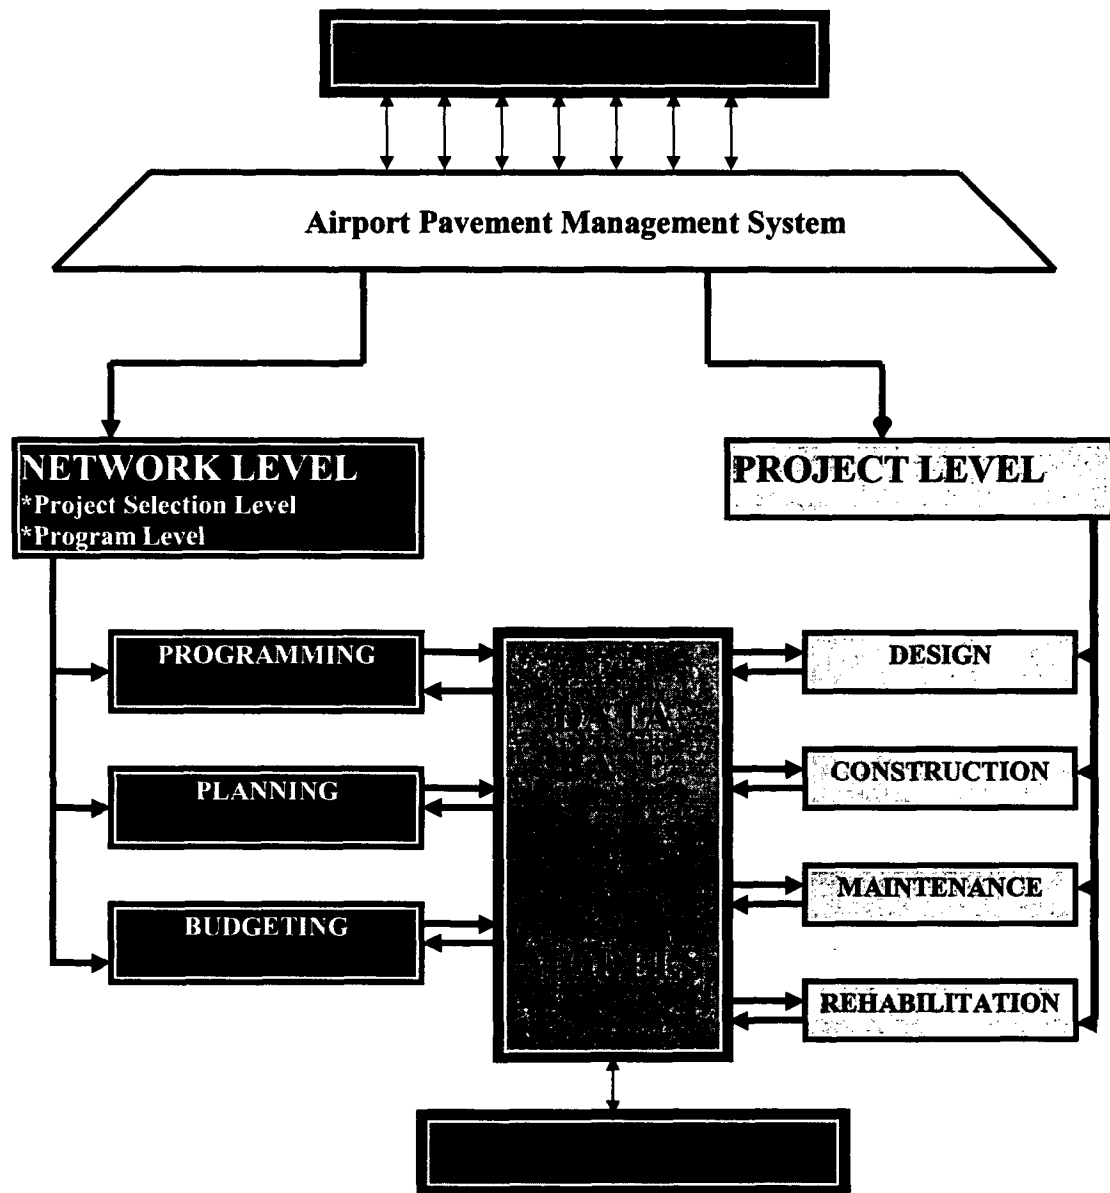 Airport Pavement Management System
NETWORK LEVEL
*Project Selection Level
*Program Level
PROJECT LEVEL
PROGRAMMING
DATA
DESIGN
PLANNING
CONSTRUCTION
BUDGETING
MAINTENANCE
REHABILITATION